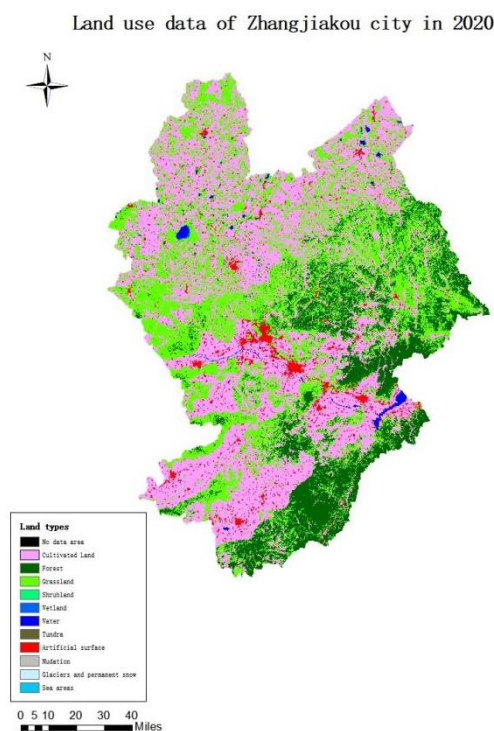 Land use data of Zhangjiakou city in 2020
N
Land types
No data area
Cultivated Land
Forest
Grassland
Shrubland
Wetland
Water
Tundra
Artificial surface
Nudation
Glaciers and permanent snow
Sea areas
0 5 10 20 30 40
Miles